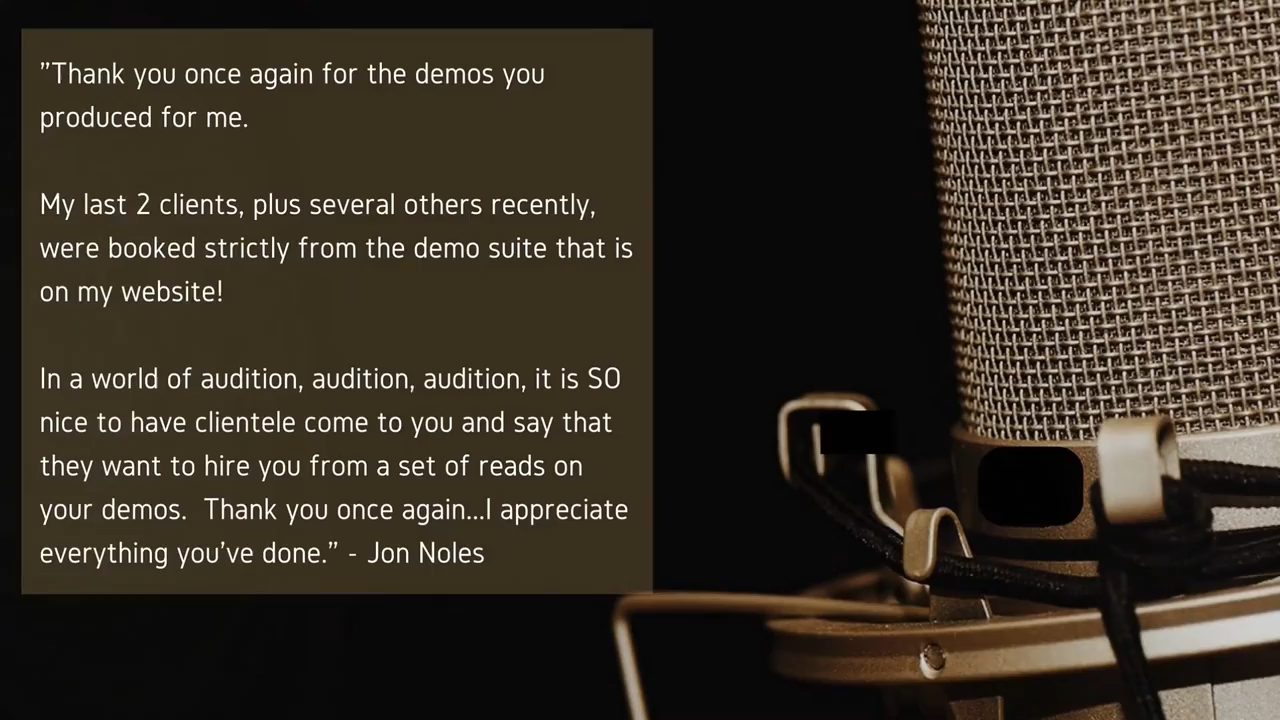 ”Thank you once again for the demos you
produced for me.
My last 2 clients, plus several others recently,
were booked strictly from the demo suite that is
on my website!
In a world of audition, audition, audition, it is SO
nice to have clientele come to you and say that
they want to hire you from a set of reads on
your demos.  Thank you once again...I appreciate
everything you’ve done.” - Jon Noles